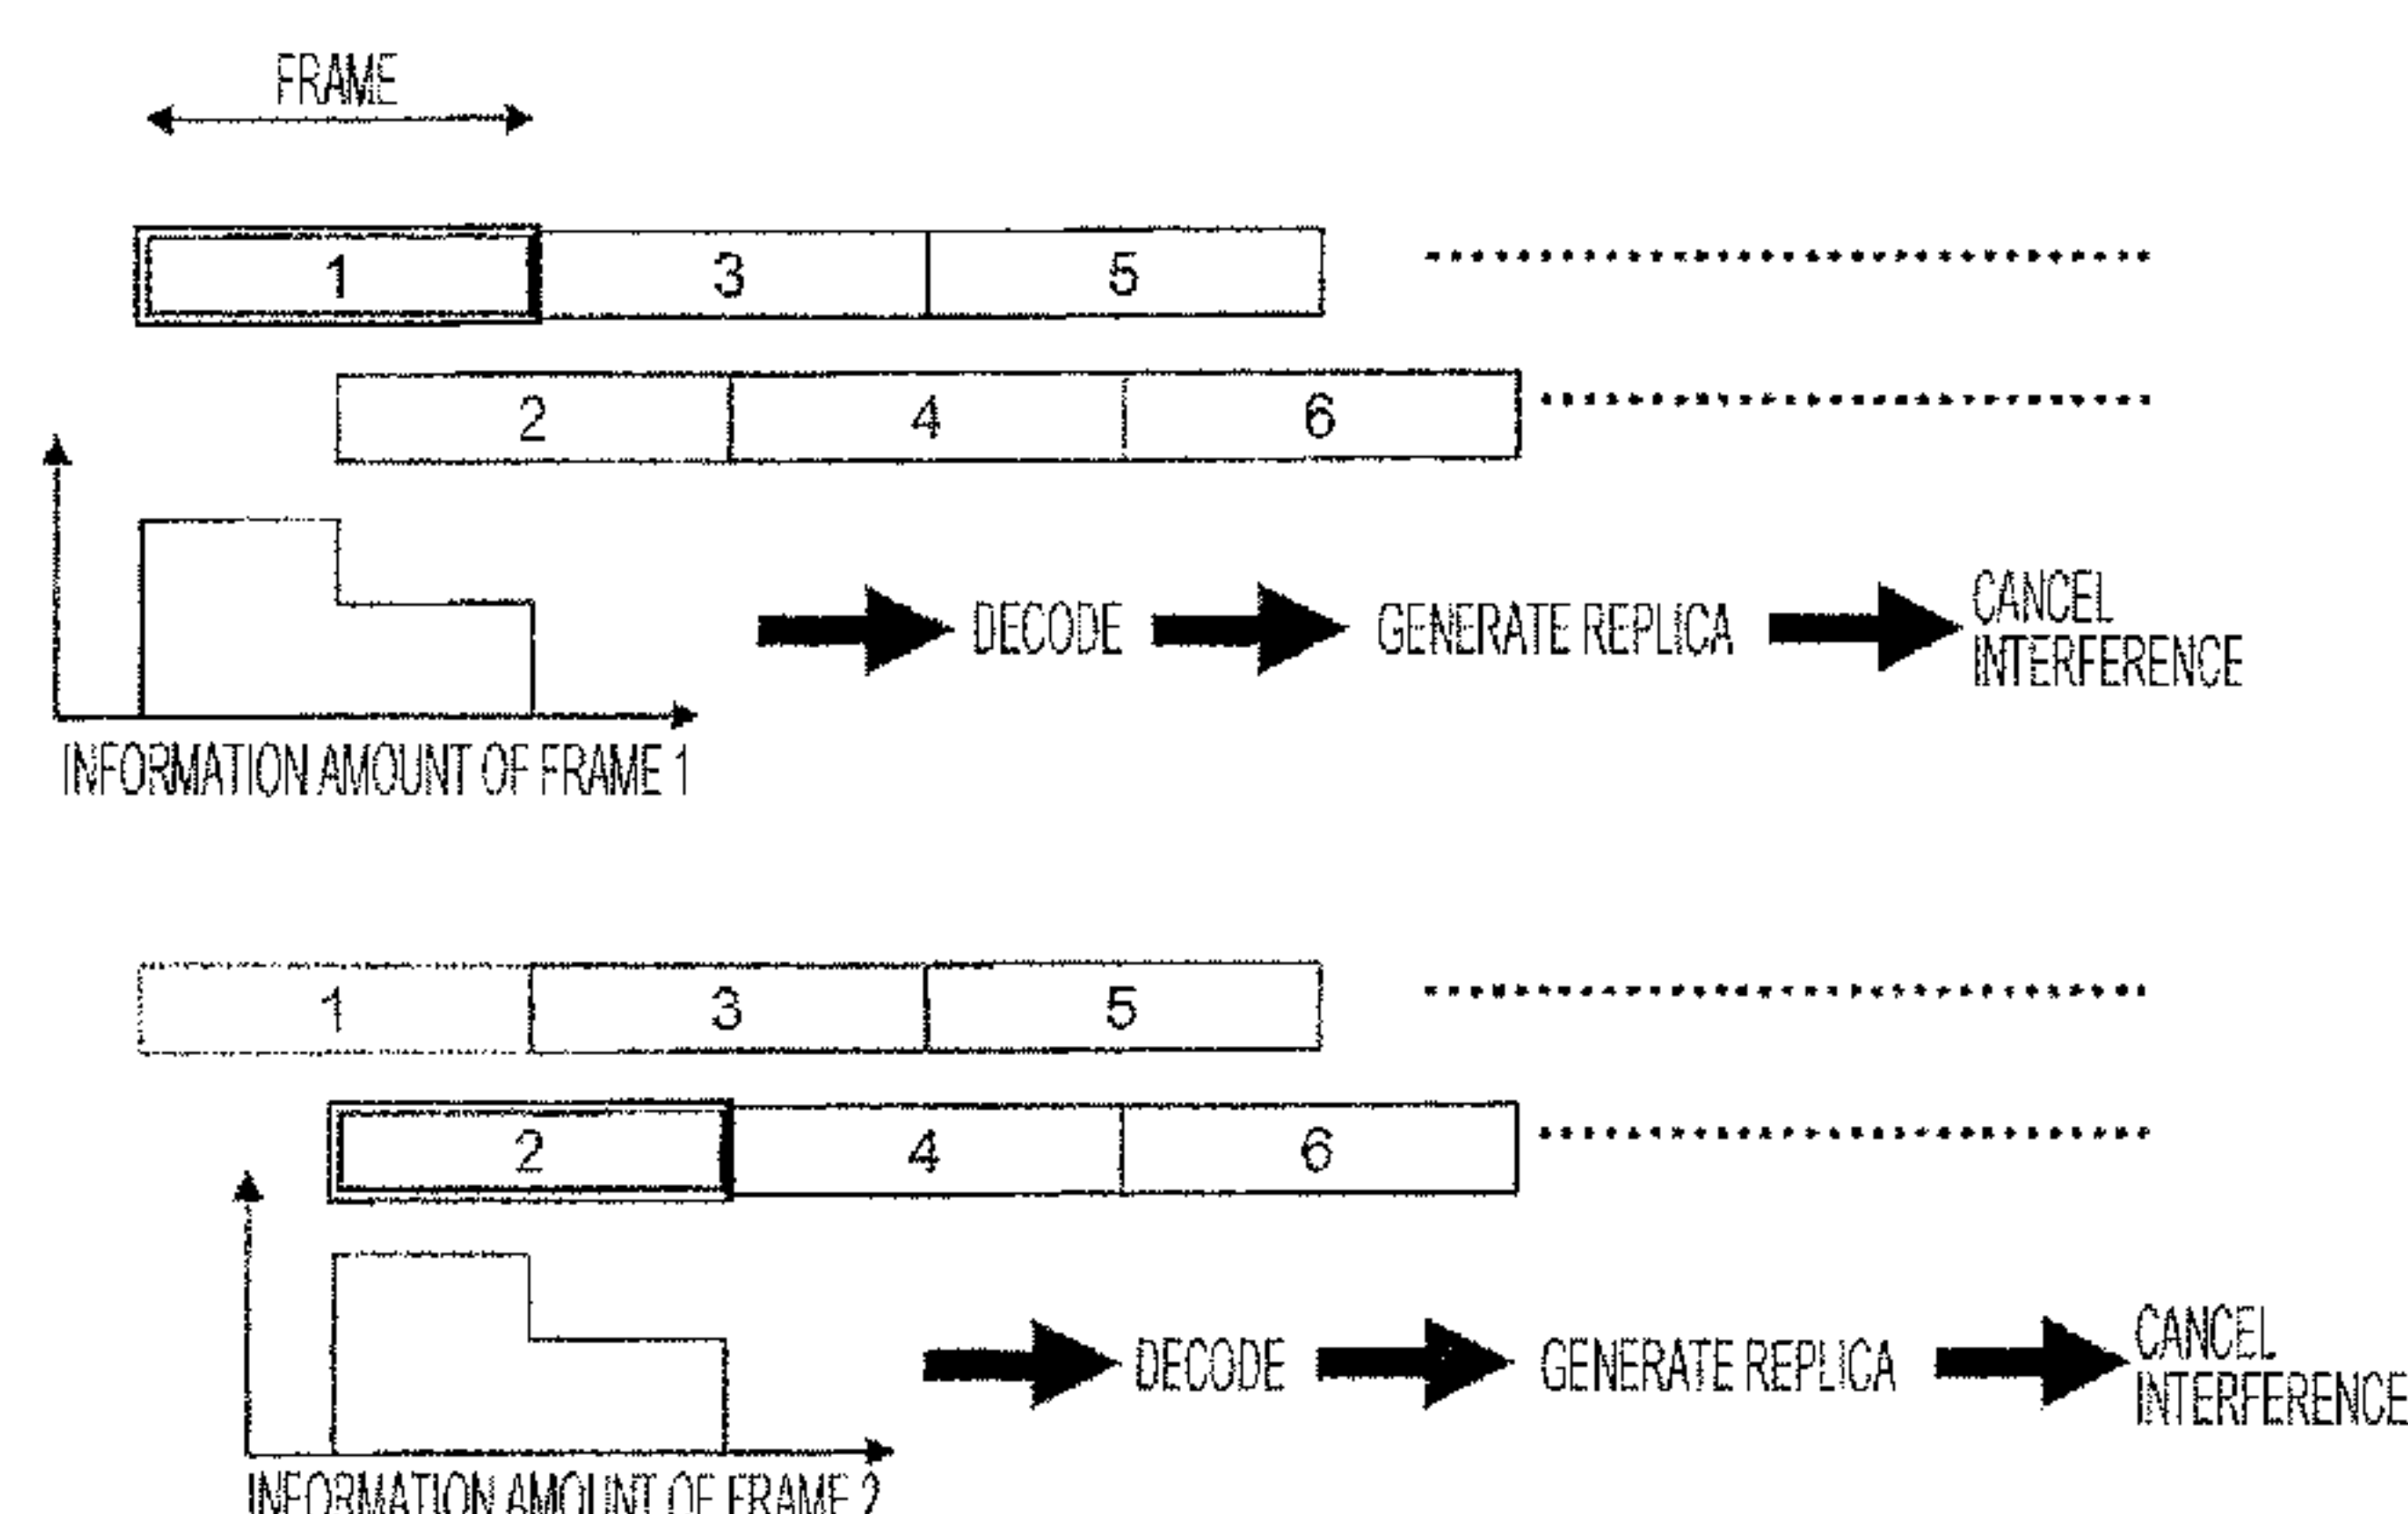 FRAME
1 3 5
2 4 6
DECODE GENERATE REPLICA CANCEL
INTERFERENCE
INFORMATION AMOUNT OF FRAME 1
1 3 5
2 4 6
DECODE GENERATE REPLICA CANCEL
INTERFERENCE
INFORMATION AMOUNT OF FRAME 2